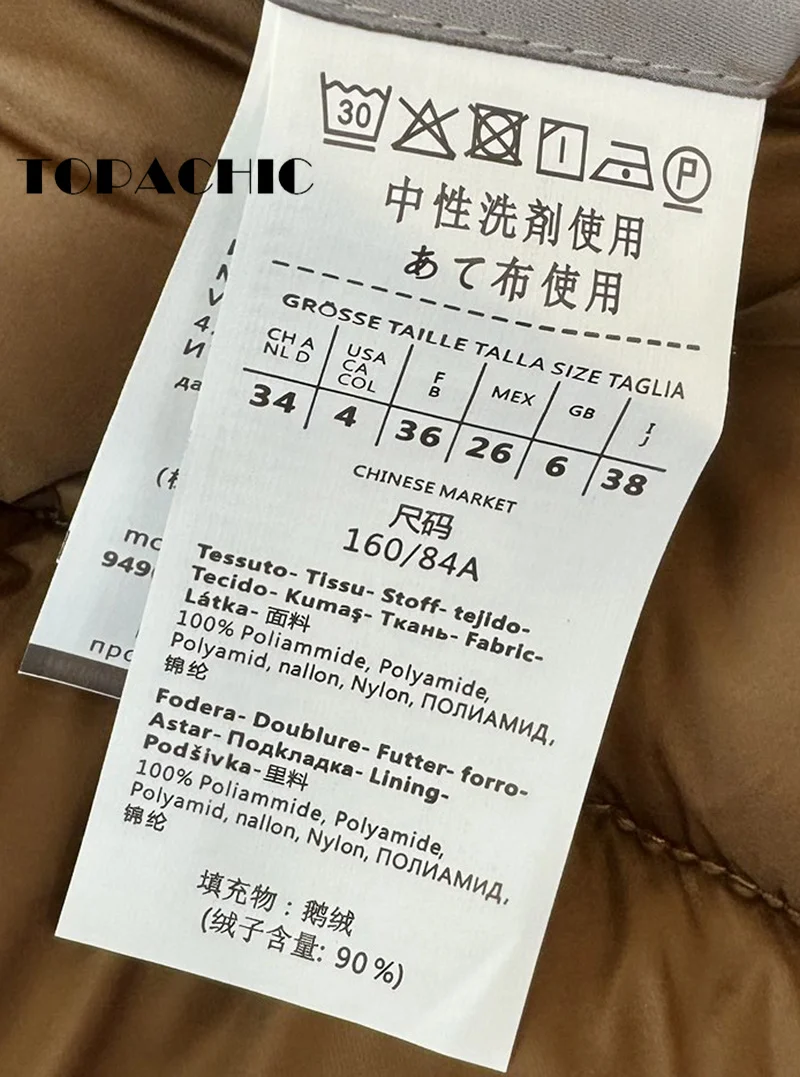 TOPACHIC
30
P
中性洗剤使用
あて布使用
GRÖSSE TAILLE TALLA SIZE TAGLIA
CH A NL D
USA CA COL
F B
MEX
GB
I J
34 4 36 26 6 38
CHINESE MARKET
尺码
160/84A
Tessuto- Tissu- Stoff- tejido-
Tecido- Kumaş- Ткань- Fabric-
Látka- 面料
100% Poliammide, Polyamide,
Polyamid, nallon, Nylon, ПОЛИАМИД,
锦纶
Fodera- Doublure- Futter- forro-
Astar- Подкладка- Lining-
Podšivka- 里料
100% Poliammide, Polyamide,
Polyamid, nallon, Nylon, ПОЛИАМИД,
锦纶
填充物：鹅绒
(绒子含量: 90%)